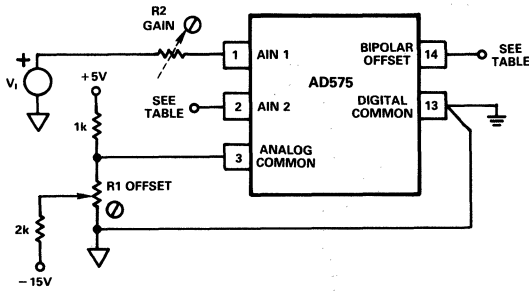 R2
GAIN
+
V₁
1 AIN 1
BIPOLAR
OFFSET 14
SEE
TABLE
+5V
AD575
SEE
TABLE
2 AIN 2
DIGITAL
COMMON 13
1k
3 ANALOG
COMMON
R1 OFFSET
2k
−15V